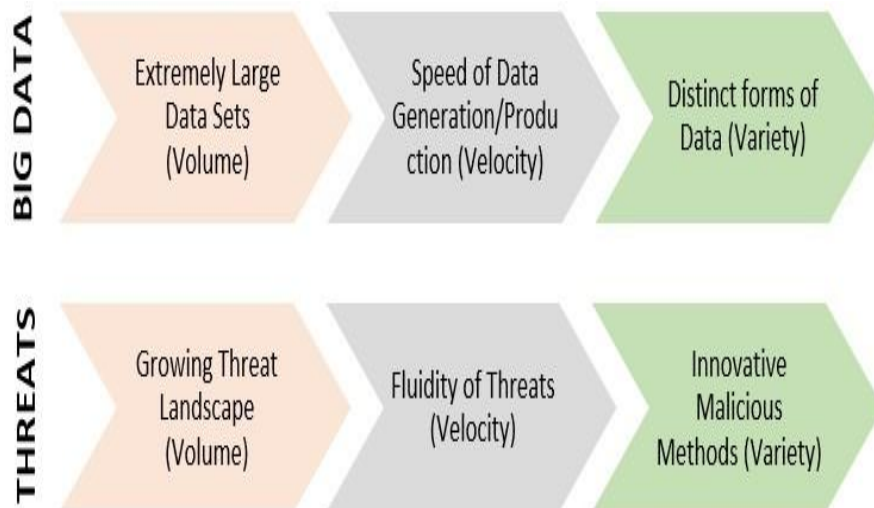 BIG DATA
Extremely Large
Data Sets
(Volume)
Speed of Data
Generation/Produ
ction (Velocity)
Distinct forms of
Data (Variety)
THREATS
Growing Threat
Landscape
(Volume)
Fluidity of Threats
(Velocity)
Innovative
Malicious
Methods (Variety)